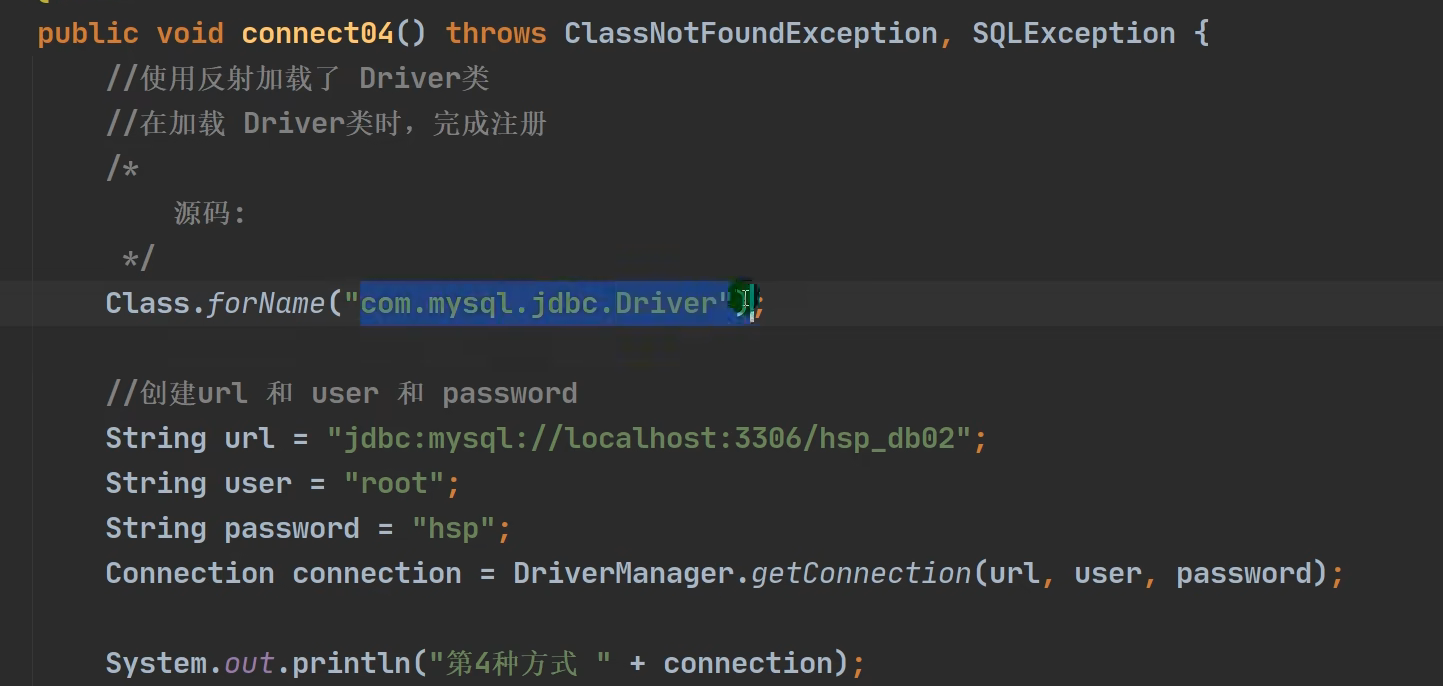 public void connect04() throws ClassNotFoundException, SQLException {
//使用反射加载了 Driver类
//在加载 Driver类时，完成注册
/*
源码:
*/
Class.forName("com.mysql.jdbc.Driver");
//创建url 和 user 和 password
String url = "jdbc:mysql://localhost:3306/hsp_db02";
String user = "root";
String password = "hsp";
Connection connection = DriverManager.getConnection(url, user, password);
System.out.println("第4种方式 " + connection);